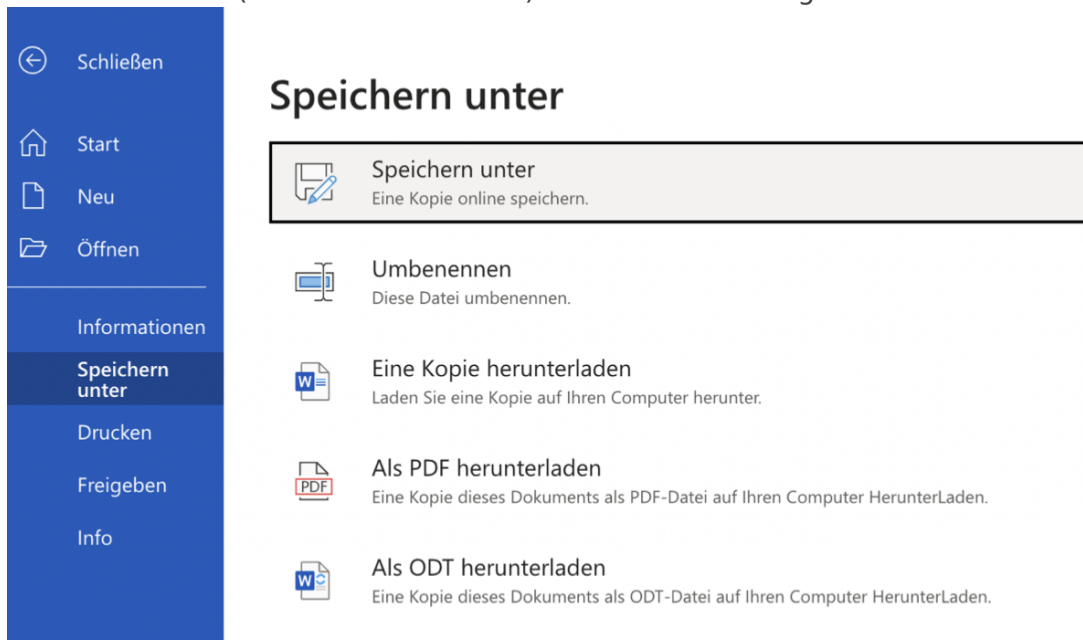 Schließen
Start
Neu
Öffnen
Informationen
Speichern
unter
Drucken
Freigeben
Info
Speichern unter
Speichern unter
Eine Kopie online speichern.
Umbenennen
Diese Datei umbenennen.
W
Eine Kopie herunterladen
Laden Sie eine Kopie auf Ihren Computer herunter.
PDF
Als PDF herunterladen
Eine Kopie dieses Dokuments als PDF-Datei auf Ihren Computer HerunterLaden.
W
Als ODT herunterladen
Eine Kopie dieses Dokuments als ODT-Datei auf Ihren Computer HerunterLaden.